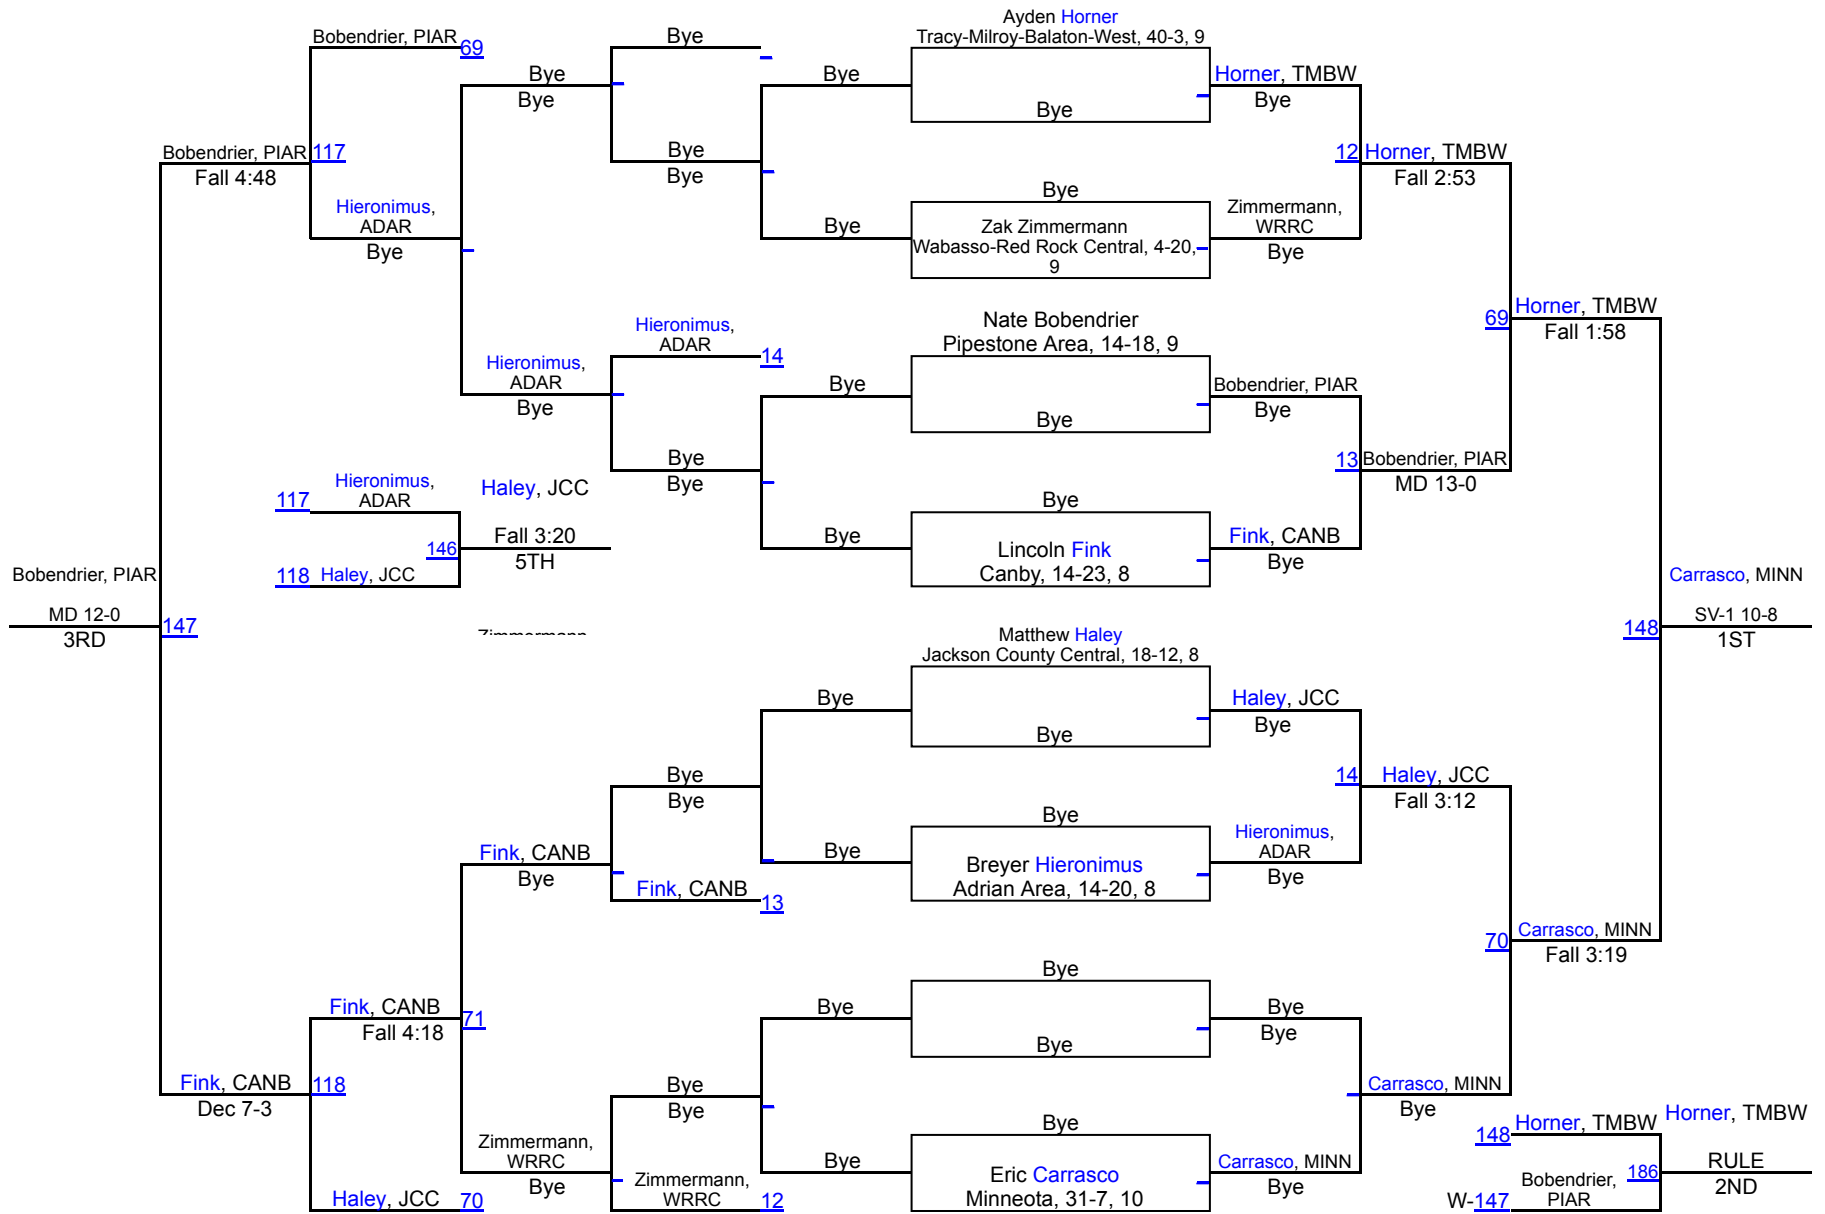 Bobendrier, PIAR
69
Bye
Bye
Bye
Bobendrier, PIAR
117
Fall 4:48
Hieronimus,
ADAR
Bye
Bye
Bye
Bye
Bye
Ayden Horner
Tracy-Milroy-Balaton-West, 40-3, 9
Bye
Bye
Zak Zimmermann
Wabasso-Red Rock Central, 4-20,
9
Horner, TMBW
Bye
12
Horner, TMBW
Fall 2:53
Zimmermann,
WRRC
Bye
Hieronimus,
ADAR
14
Hieronimus,
ADAR
Bye
Bye
Bye
Bye
Bye
Nate Bobendrier
Pipestone Area, 14-18, 9
Bye
Bye
Lincoln Fink
Canby, 14-23, 8
Bobendrier, PIAR
Bye
13
Bobendrier, PIAR
MD 13-0
Fink, CANB
Bye
69
Horner, TMBW
Fall 1:58
117
Hieronimus,
ADAR
Haley, JCC
146
Fall 3:20
5TH
118
Haley, JCC
Bobendrier, PIAR
MD 12-0
3RD
147
Carrasco, MINN
148
SV-1 10-8
1ST
Matthew Haley
Jackson County Central, 18-12, 8
Bye
Bye
Haley, JCC
Bye
14
Haley, JCC
Fall 3:12
Bye
Bye
Bye
Breyer Hieronimus
Adrian Area, 14-20, 8
Hieronimus,
ADAR
Bye
Bye
Fink, CANB
Bye
Fink, CANB
13
70
Carrasco, MINN
Fall 3:19
Fink, CANB
71
Fall 4:18
Bye
Bye
Bye
Bye
Bye
Fink, CANB
118
Dec 7-3
Bye
Bye
Carrasco, MINN
Bye
Zimmermann,
WRRC
Bye
Zimmermann,
WRRC
12
Bye
Bye
Eric Carrasco
Minneota, 31-7, 10
Carrasco, MINN
Bye
Haley, JCC
70
148
Horner, TMBW
Horner, TMBW
186
RULE
2ND
W-147
Bobendrier,
PIAR